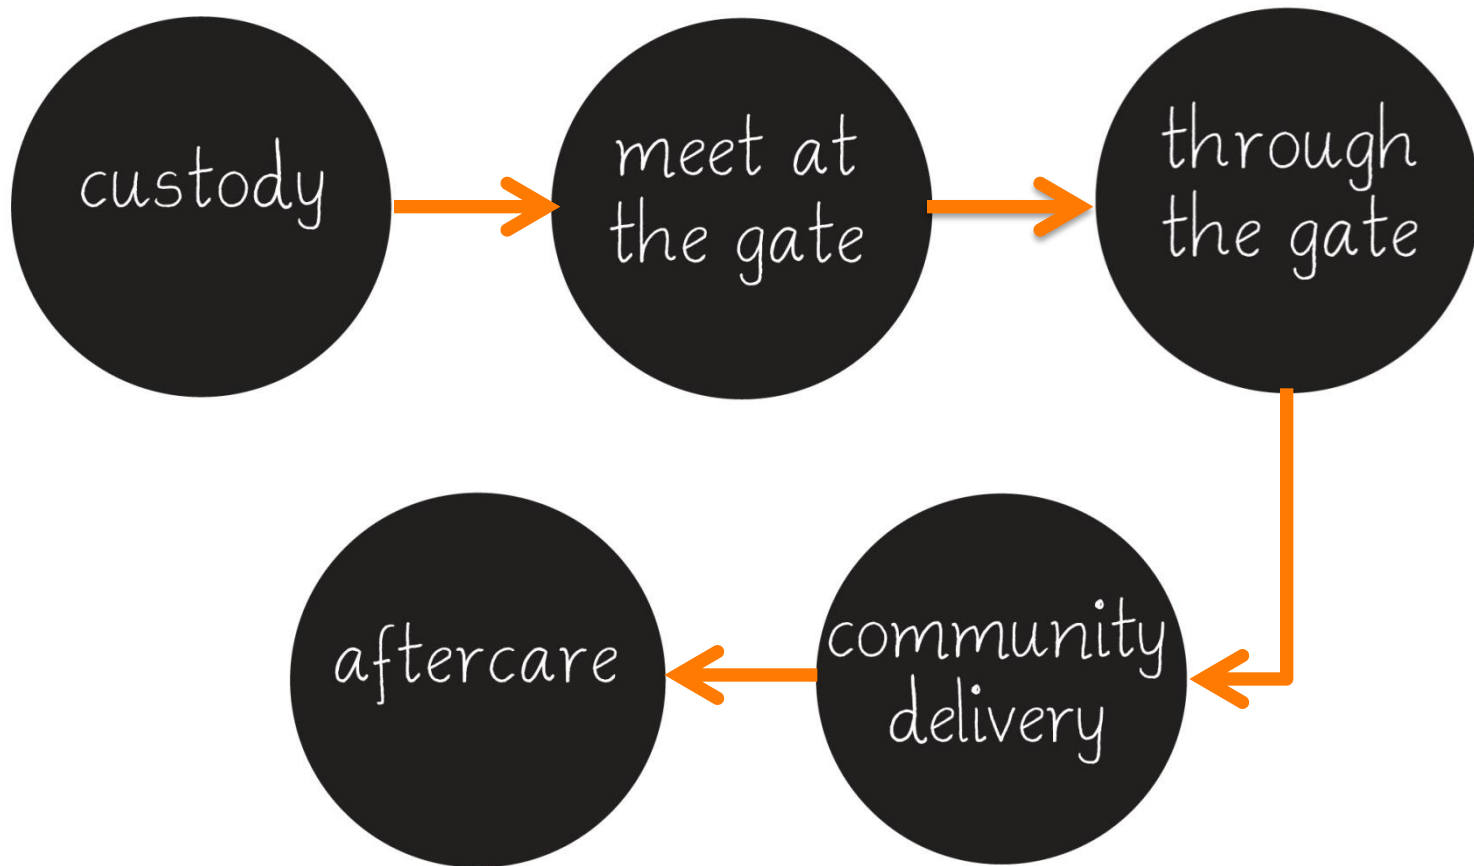 custody
meet at
the gate
through
the gate
community
delivery
aftercare